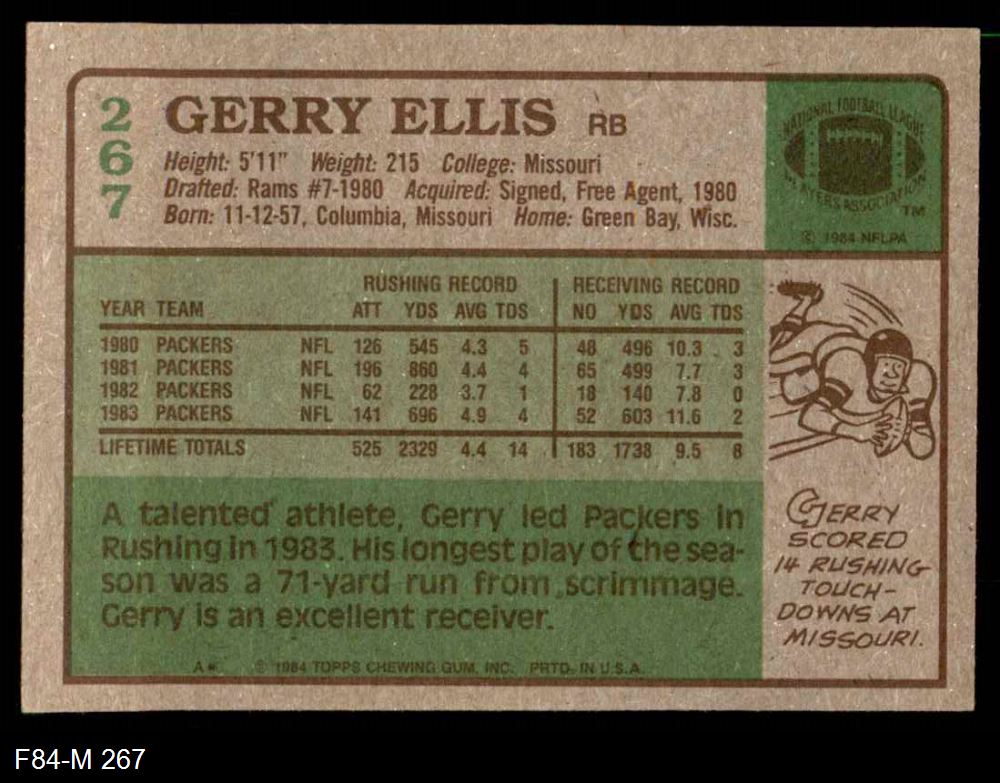 267
GERRY ELLIS RB
Height: 5'11" Weight: 215 College: Missouri
Drafted: Rams #7-1980 Acquired: Signed, Free Agent, 1980
Born: 11-12-57, Columbia, Missouri Home: Green Bay, Wisc.
NATIONAL FOOTBALL LEAGUE
PLAYERS ASSOCIATION
TM
© 1984 NFLPA
RUSHING RECORD RECEIVING RECORD
YEAR TEAM ATT YDS AVG TDS NO YDS AVG TDS
1980 PACKERS NFL 126 545 4.3 5 48 496 10.3 3
1981 PACKERS NFL 196 860 4.4 4 65 499 7.7 3
1982 PACKERS NFL 62 228 3.7 1 18 140 7.8 0
1983 PACKERS NFL 141 696 4.9 4 52 603 11.6 2
LIFETIME TOTALS 525 2329 4.4 14 183 1738 9.5 8
A talented athlete, Gerry led Packers in
Rushing in 1983. His longest play of the sea-
son was a 71-yard run from scrimmage.
Gerry is an excellent receiver.
GERRY
SCORED
14 RUSHING
TOUCH-
DOWNS AT
MISSOURI.
A* © 1984 TOPPS CHEWING GUM, INC. PRTD. IN U.S.A.
F84-M 267